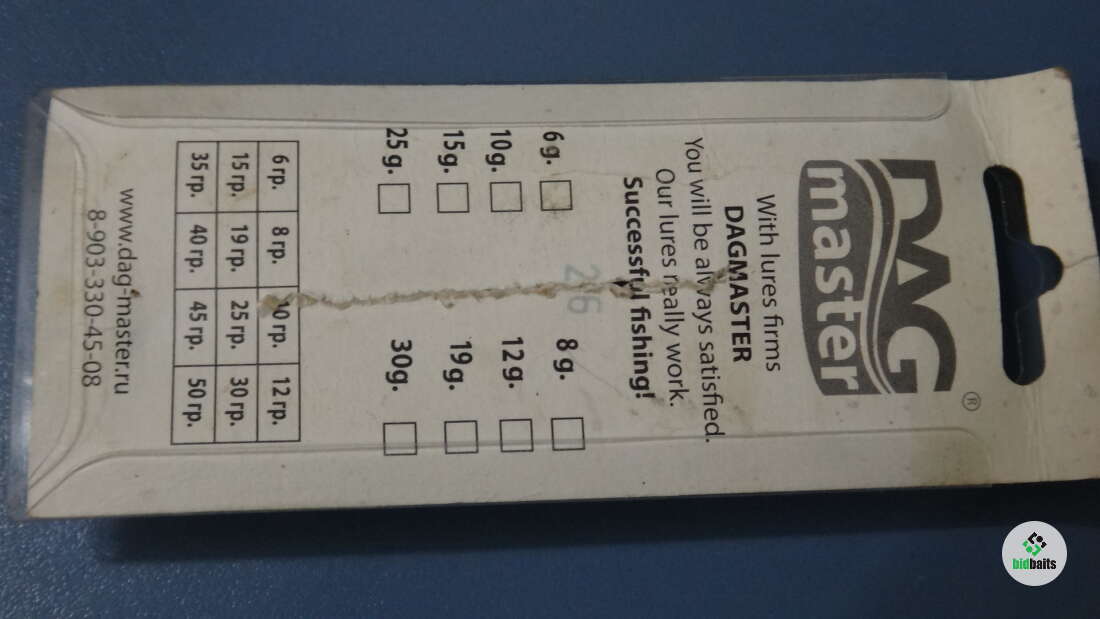 DAG
master
®
With lures firms
DAGMASTER
You will be always satisfied.
Our lures really work.
Successful fishing!
26
6 g. 8 g.
10g. 12g.
15g. 19g.
25 g. 30g.
6 гр. 8 гр. 10 гр. 12 гр.
15 гр. 19 гр. 25 гр. 30 гр.
35 гр. 40 гр. 45 гр. 50 гр.
www.dag-master.ru
8-903-330-45-08
bidbaits